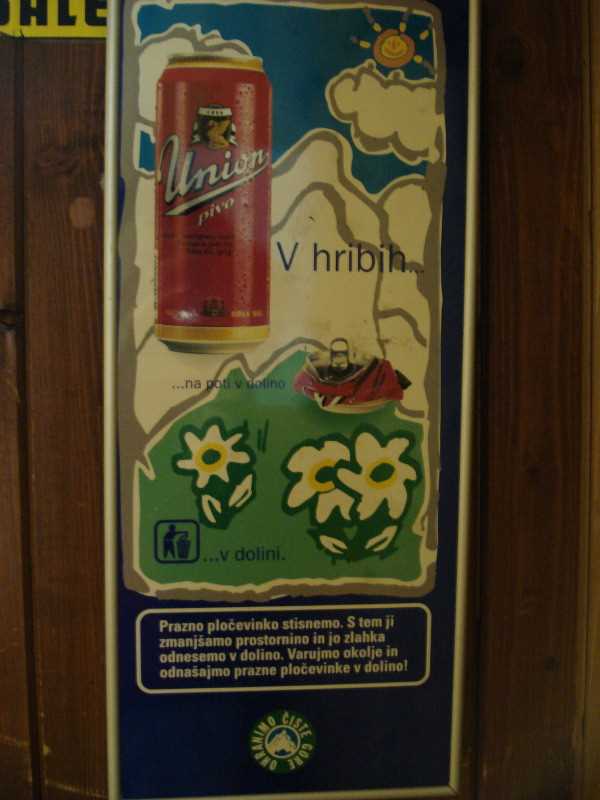 Union
pivo
V hribih...
...na poti v dolino
...v dolini.
Prazno pločevinko stisnemo. S tem ji
zmanjšamo prostornino in jo zlahka
odnesemo v dolino. Varujmo okolje in
odnašajmo prazne pločevinke v dolino!
OHRANIMO ČISTE GORE